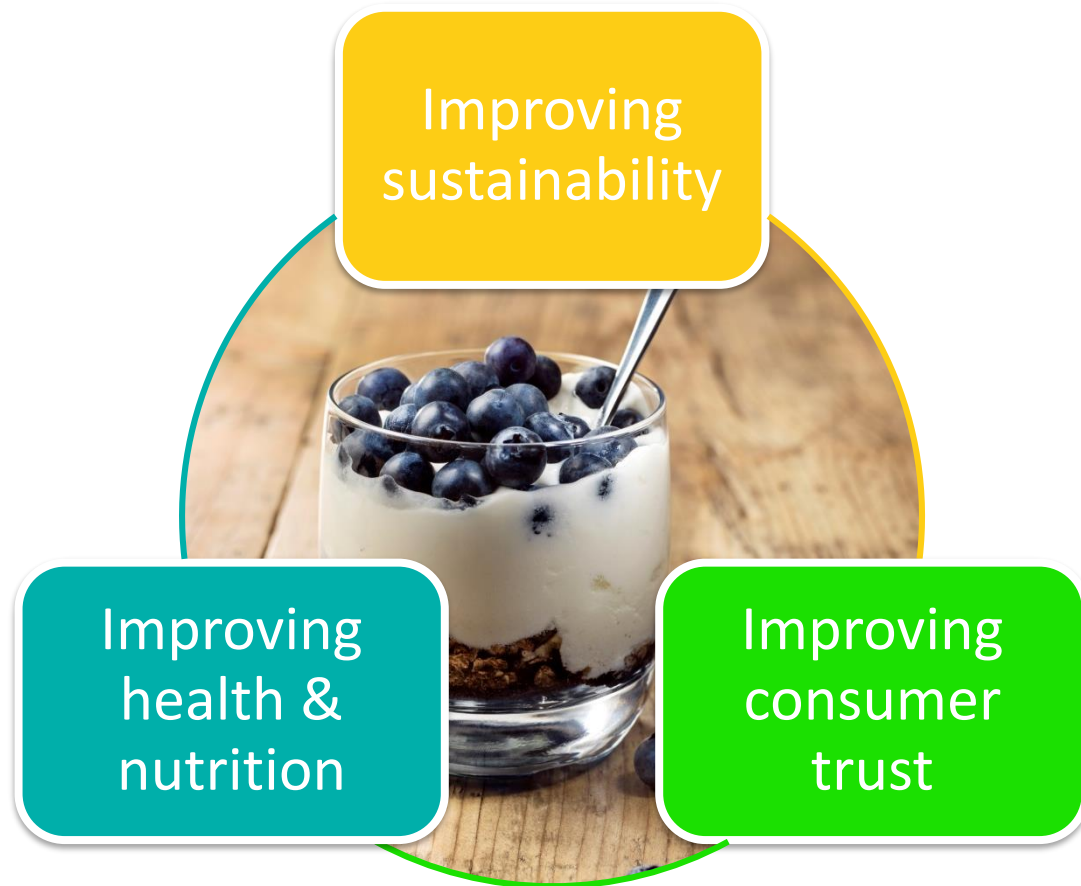 Improving
sustainability
Improving
health &
nutrition
Improving
consumer
trust